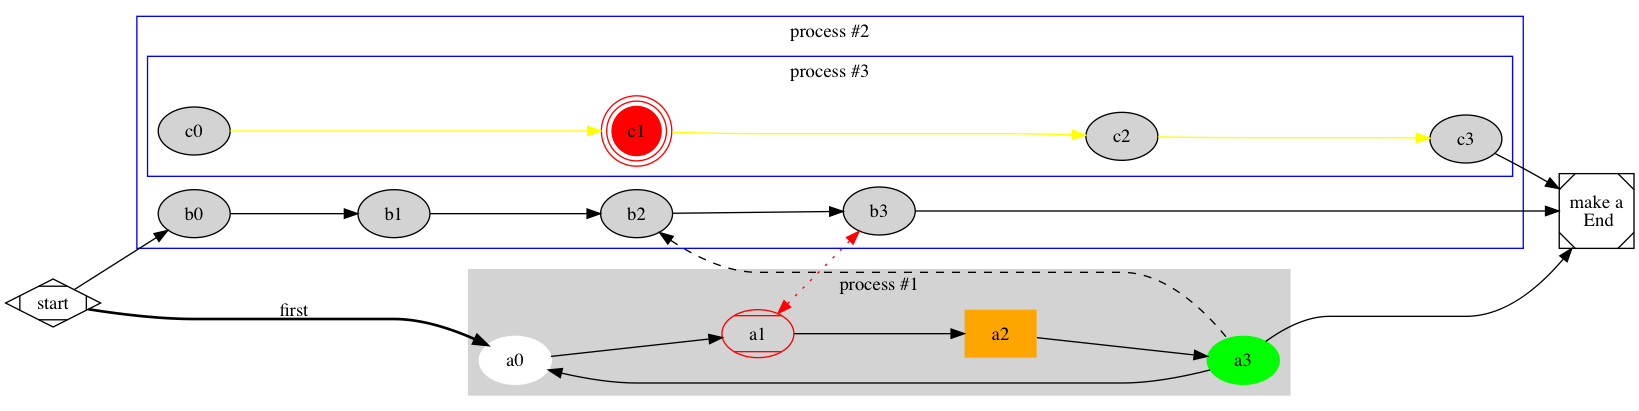 process #2
process #3
c0
c1
c2
c3
b0
b1
b2
b3
make a
End
start
first
process #1
a0
a1
a2
a3